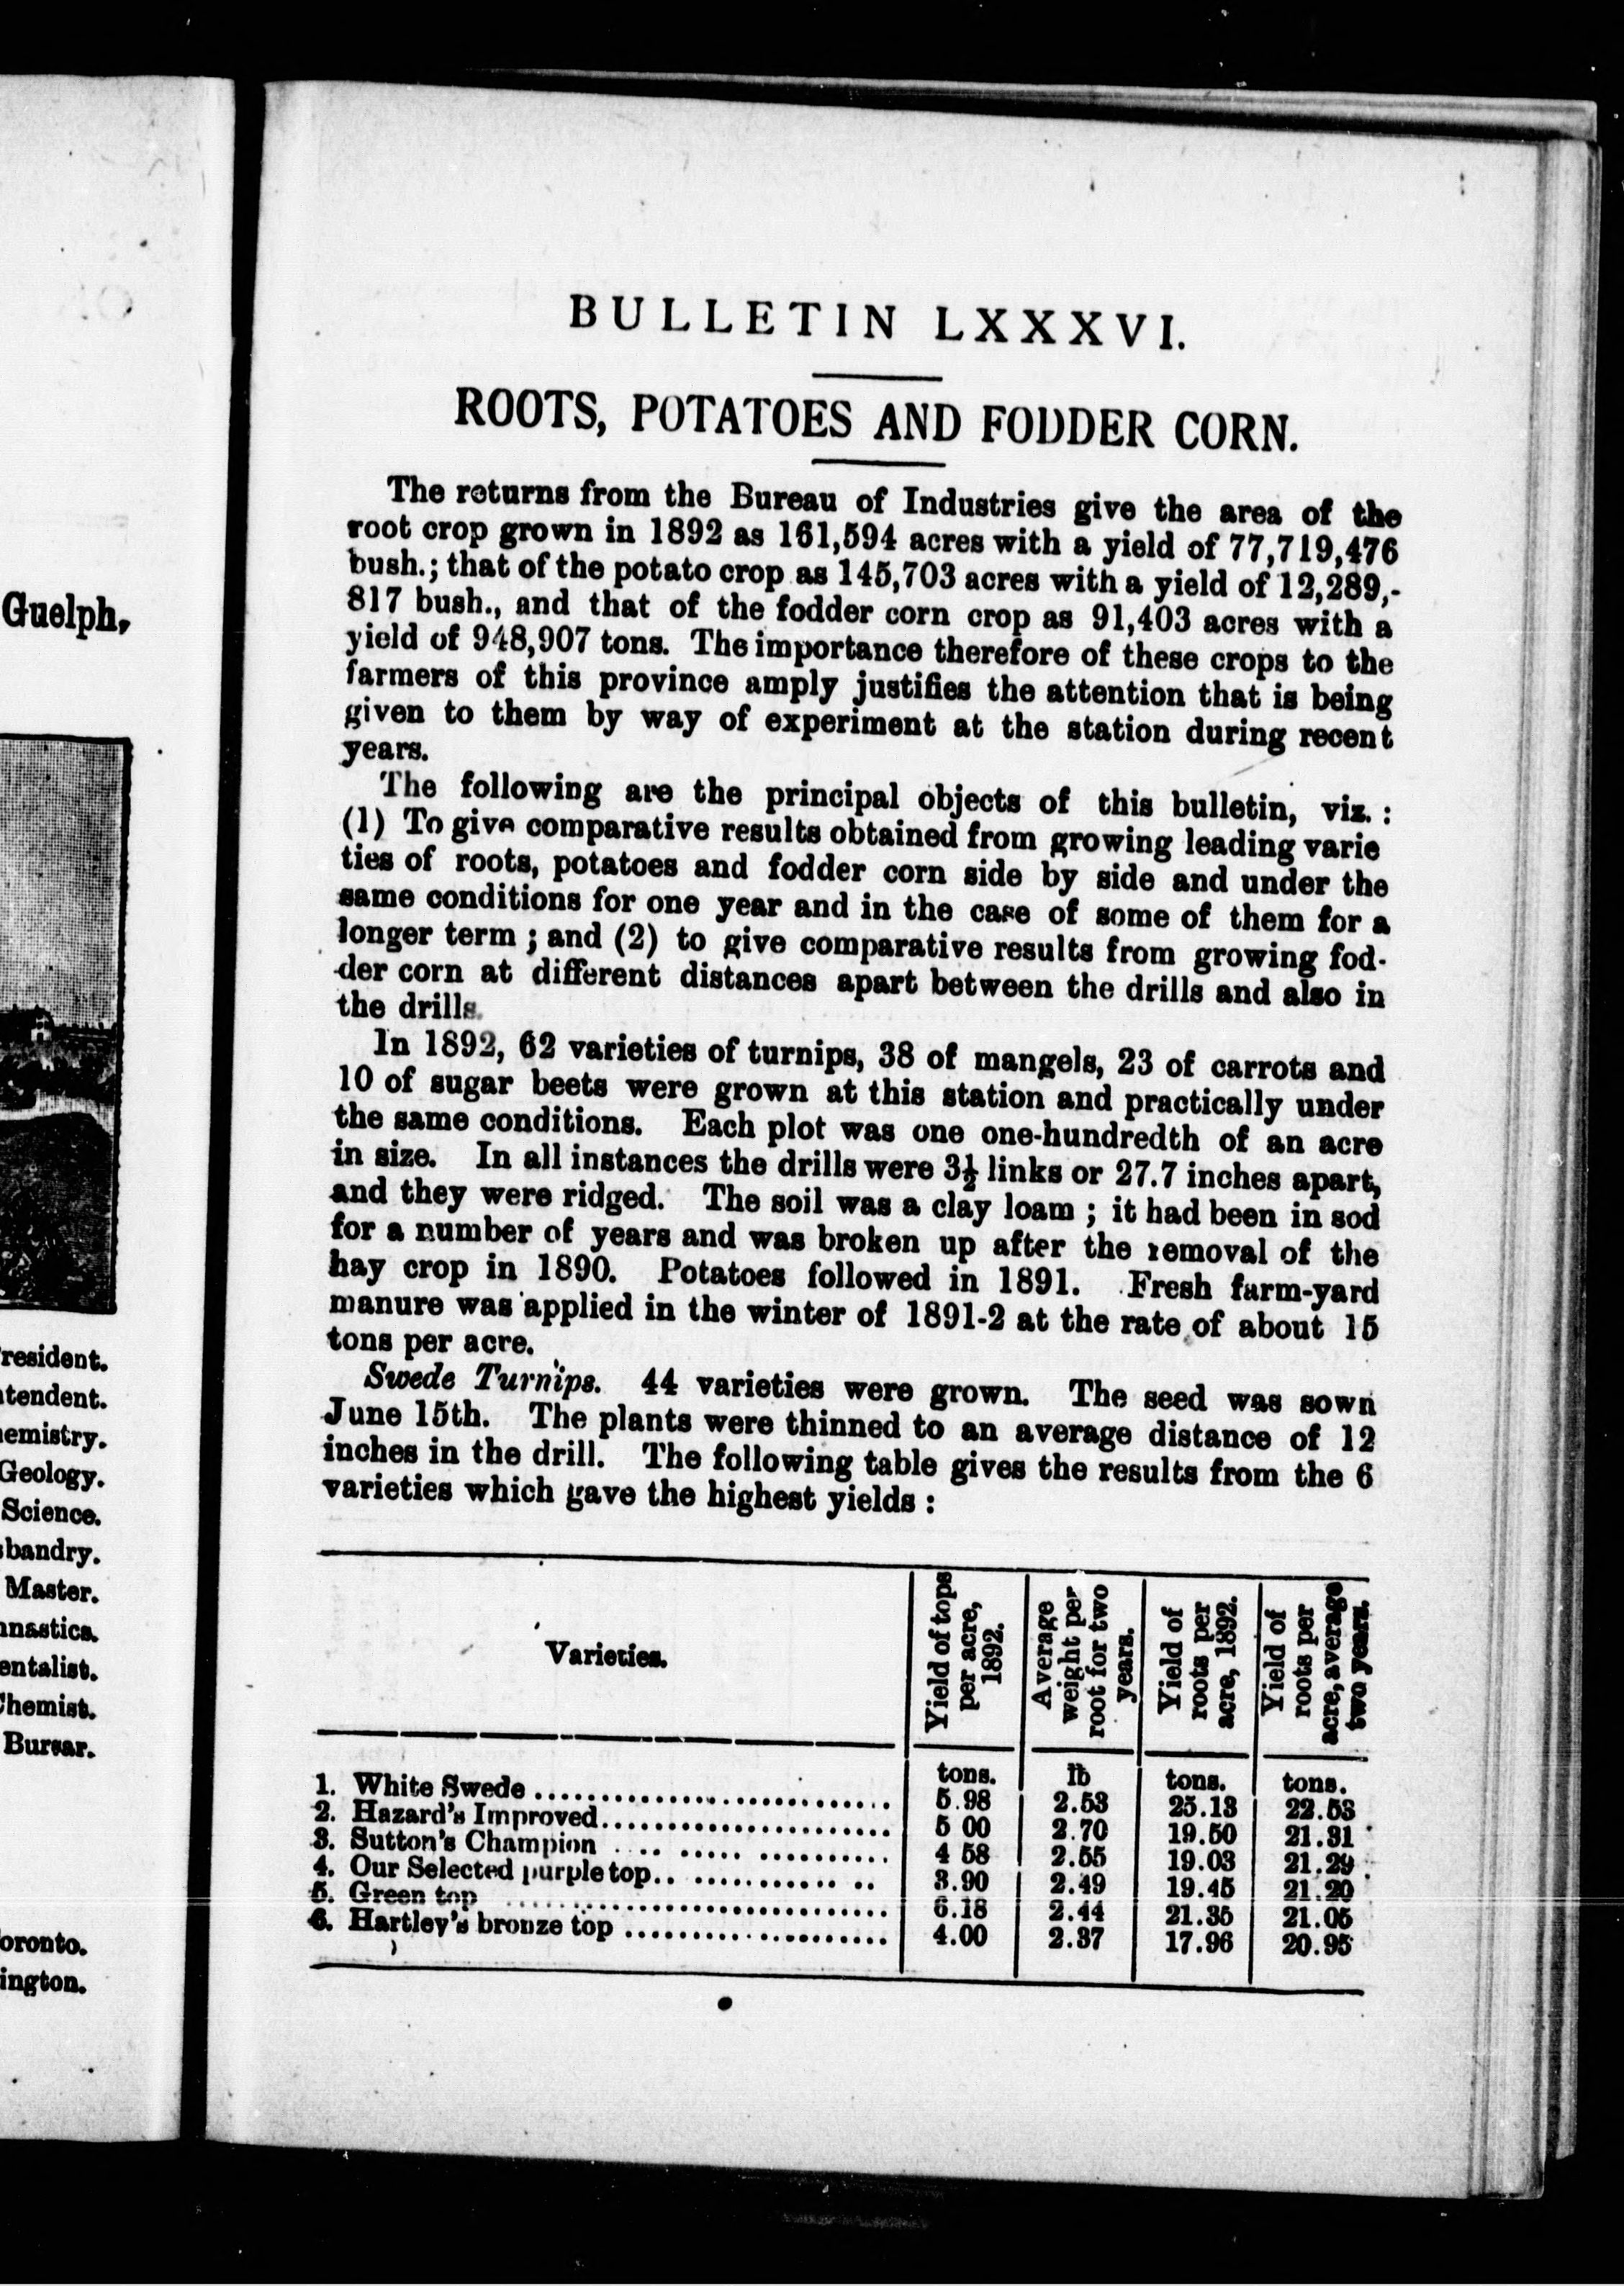 Guelph,
resident.
tendent.
emistry.
Geology.
Science.
bandry.
Master.
nastics.
entalist.
Chemist.
Bursar.
oronto.
ington.
BULLETIN LXXXVI.
ROOTS, POTATOES AND FODDER CORN.
The returns from the Bureau of Industries give the area of the
root crop grown in 1892 as 161,594 acres with a yield of 77,719,476
bush.; that of the potato crop as 145,703 acres with a yield of 12,289,-
817 bush., and that of the fodder corn crop as 91,403 acres with a
yield of 948,907 tons. The importance therefore of these crops to the
farmers of this province amply justifies the attention that is being
given to them by way of experiment at the station during recent
years.
The following are the principal objects of this bulletin, viz. :
(1) To give comparative results obtained from growing leading varie
ties of roots, potatoes and fodder corn side by side and under the
same conditions for one year and in the case of some of them for a
longer term ; and (2) to give comparative results from growing fod-
der corn at different distances apart between the drills and also in
the drills.
In 1892, 62 varieties of turnips, 38 of mangels, 23 of carrots and
10 of sugar beets were grown at this station and practically under
the same conditions. Each plot was one one-hundredth of an acre
in size. In all instances the drills were 3½ links or 27.7 inches apart,
and they were ridged. The soil was a clay loam ; it had been in sod
for a number of years and was broken up after the removal of the
hay crop in 1890. Potatoes followed in 1891. Fresh farm-yard
manure was applied in the winter of 1891-2 at the rate of about 15
tons per acre.
Swede Turnips. 44 varieties were grown. The seed was sown
June 15th. The plants were thinned to an average distance of 12
inches in the drill. The following table gives the results from the 6
varieties which gave the highest yields :
Varieties.
Yield of tops
per acre,
1892.
Average
weight per
root for two
years.
Yield of
roots per
acre, 1892.
Yield of
roots per
acre, average
two years.
tons. lb tons. tons.
1. White Swede 5.98 2.53 25.13 22.53
2. Hazard's Improved 5 00 2.70 19.50 21.31
3. Sutton's Champion 4 58 2.55 19.03 21.29
4. Our Selected purple top 3.90 2.49 19.45 21.20
5. Green top 6.18 2.44 21.35 21.05
6. Hartley's bronze top 4.00 2.37 17.96 20.95